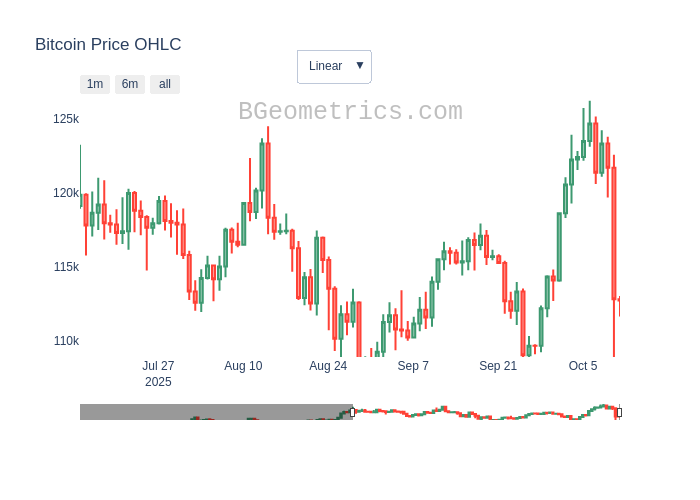 Bitcoin Price OHLC
Linear ▼
1m 6m all
BGeometrics.com
125k
120k
115k
110k
Jul 27 Aug 10 Aug 24 Sep 7 Sep 21 Oct 5
2025